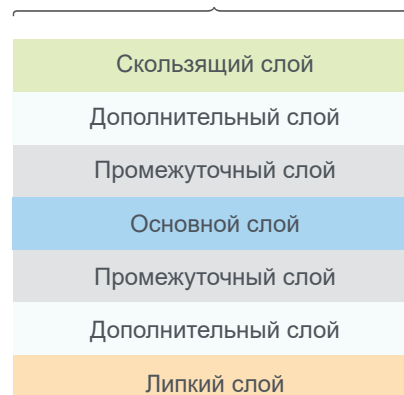 Скользящий слой
Дополнительный слой
Промежуточный слой
Основной слой
Промежуточный слой
Дополнительный слой
Липкий слой